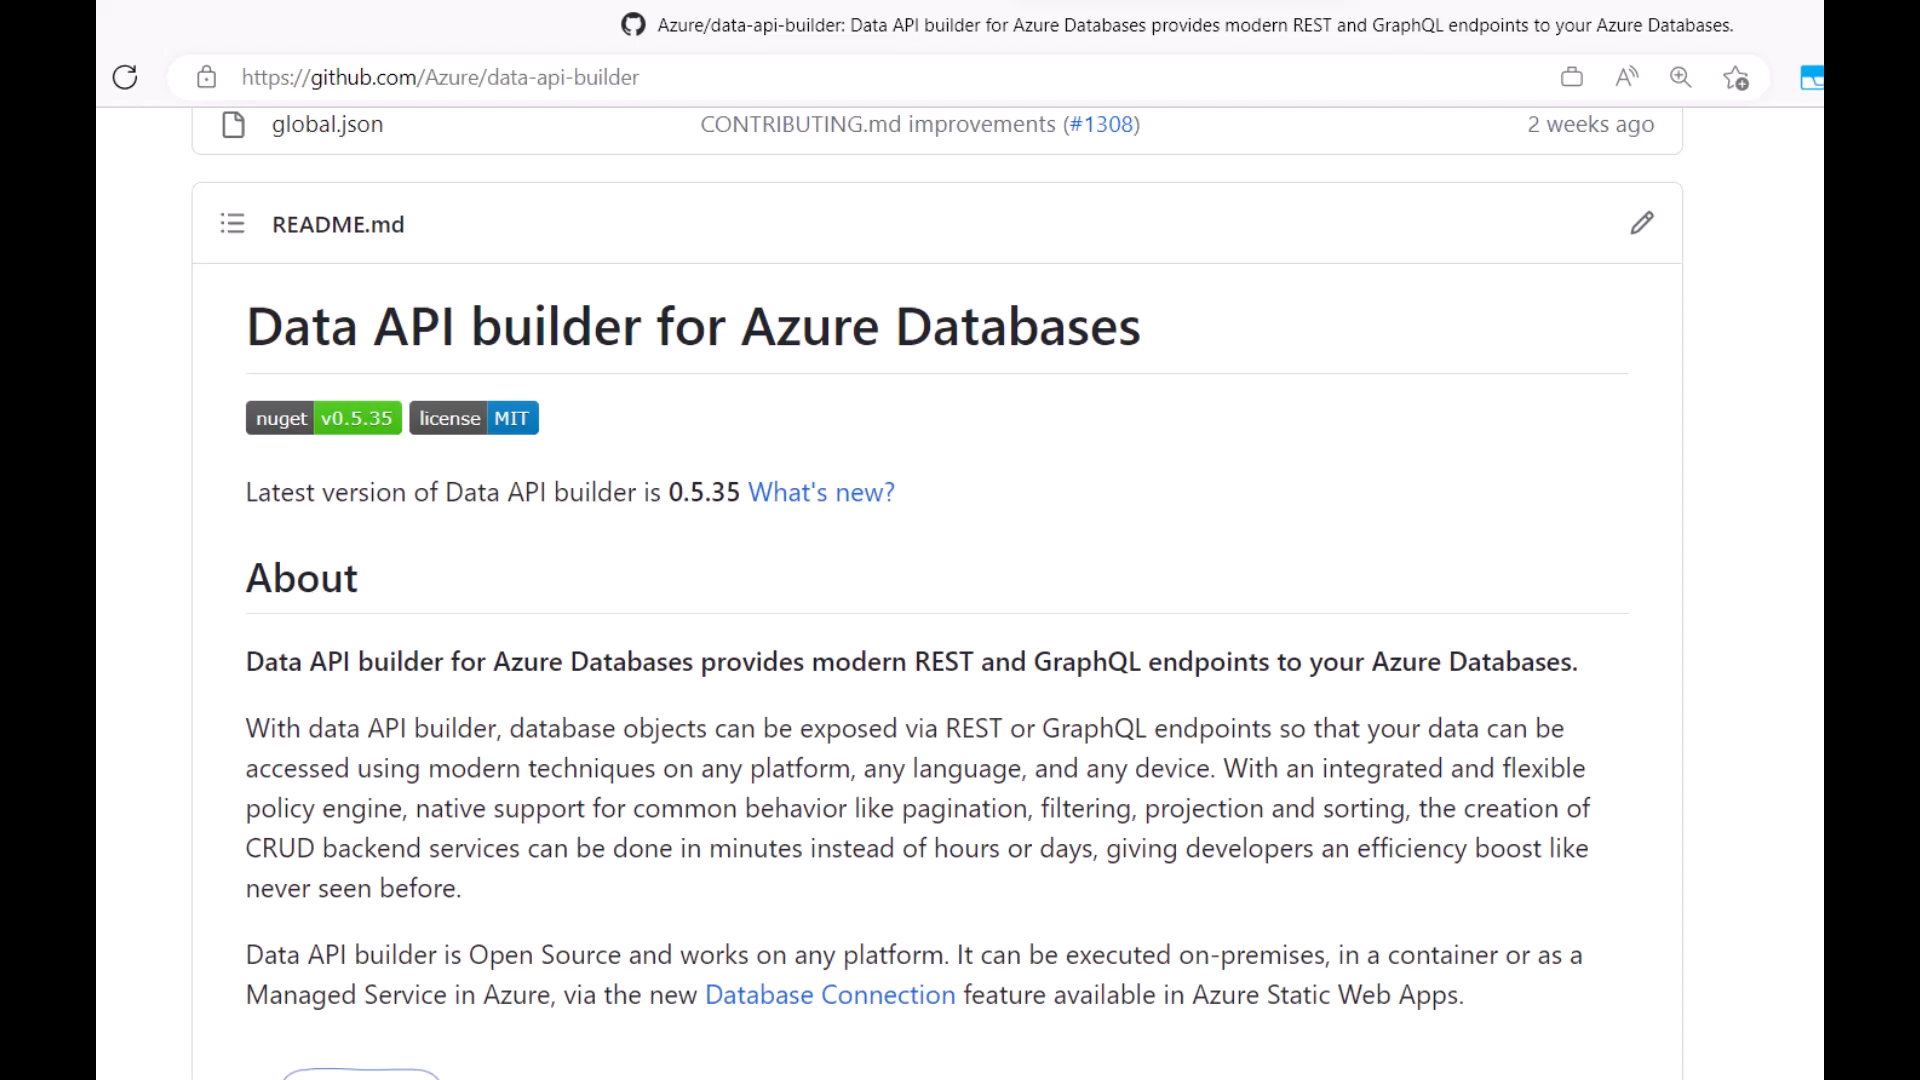 Azure/data-api-builder: Data API builder for Azure Databases provides modern REST and GraphQL endpoints to your Azure Databases.
https://github.com/Azure/data-api-builder
global.json CONTRIBUTING.md improvements (#1308) 2 weeks ago
README.md
Data API builder for Azure Databases
nuget v0.5.35 license MIT
Latest version of Data API builder is 0.5.35 What's new?
About
Data API builder for Azure Databases provides modern REST and GraphQL endpoints to your Azure Databases.
With data API builder, database objects can be exposed via REST or GraphQL endpoints so that your data can be
accessed using modern techniques on any platform, any language, and any device. With an integrated and flexible
policy engine, native support for common behavior like pagination, filtering, projection and sorting, the creation of
CRUD backend services can be done in minutes instead of hours or days, giving developers an efficiency boost like
never seen before.
Data API builder is Open Source and works on any platform. It can be executed on-premises, in a container or as a
Managed Service in Azure, via the new Database Connection feature available in Azure Static Web Apps.